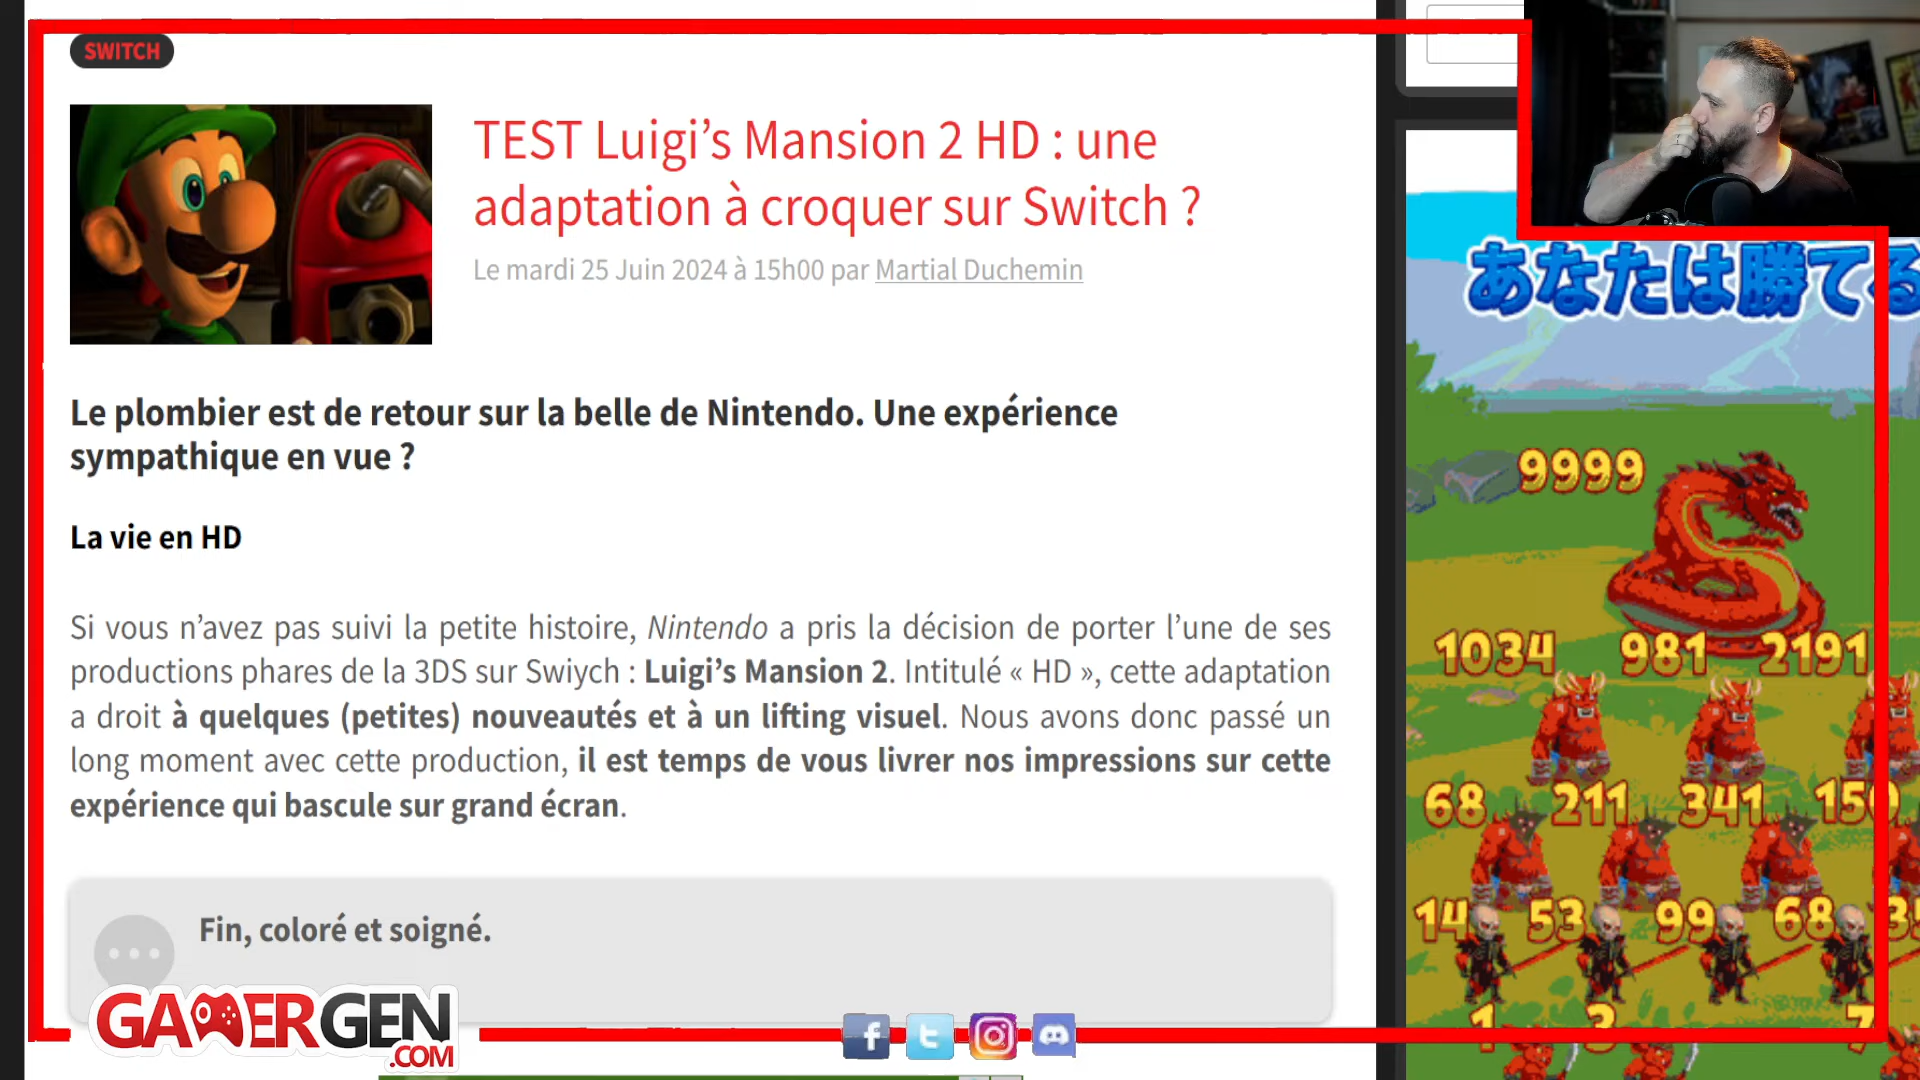 SWITCH
TEST Luigi’s Mansion 2 HD : une
adaptation à croquer sur Switch ?
Le mardi 25 Juin 2024 à 15h00 par Martial Duchemin
Le plombier est de retour sur la belle de Nintendo. Une expérience
sympathique en vue ?
La vie en HD
Si vous n’avez pas suivi la petite histoire, Nintendo a pris la décision de porter l’une de ses
productions phares de la 3DS sur Swiych : Luigi’s Mansion 2. Intitulé « HD », cette adaptation
a droit à quelques (petites) nouveautés et à un lifting visuel. Nous avons donc passé un
long moment avec cette production, il est temps de vous livrer nos impressions sur cette
expérience qui bascule sur grand écran.
Fin, coloré et soigné.
GAMERGEN
.COM
あなたは勝てる
9999
1034 981 2191
68 211 341 150
14 53 99 68
1 3 7